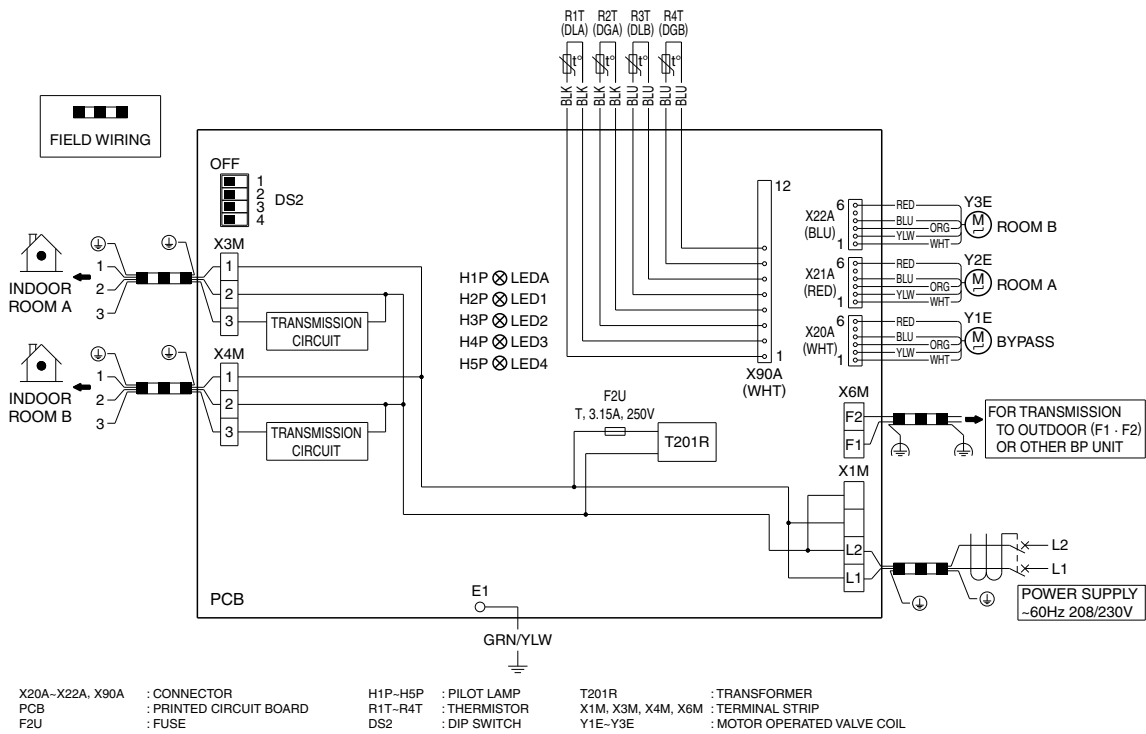 R1T R2T R3T R4T
(DLA) (DGA) (DLB) (DGB)
t° t° t° t°
BLK BLK BLK BLK BLU BLU BLU BLU
FIELD WIRING
OFF
1
2
3
4
DS2
X3M
1
2
3
TRANSMISSION
CIRCUIT
1
2
3
INDOOR
ROOM A
X4M
1
2
3
TRANSMISSION
CIRCUIT
1
2
3
INDOOR
ROOM B
H1P LEDA
H2P LED1
H3P LED2
H4P LED3
H5P LED4
12
1
X90A
(WHT)
F2U
T, 3.15A, 250V
T201R
X22A
(BLU)
6
1
RED
BLU
ORG
YLW
WHT
Y3E
M
ROOM B
X21A
(RED)
6
1
RED
BLU
ORG
YLW
WHT
Y2E
M
ROOM A
X20A
(WHT)
6
1
RED
BLU
ORG
YLW
WHT
Y1E
M
BYPASS
X6M
F2
F1
FOR TRANSMISSION
TO OUTDOOR (F1 · F2)
OR OTHER BP UNIT
X1M
L2
L1
L2
L1
POWER SUPPLY
~60Hz 208/230V
PCB
E1
GRN/YLW
X20A~X22A, X90A : CONNECTOR
PCB : PRINTED CIRCUIT BOARD
F2U : FUSE
H1P~H5P : PILOT LAMP
R1T~R4T : THERMISTOR
DS2 : DIP SWITCH
T201R : TRANSFORMER
X1M, X3M, X4M, X6M : TERMINAL STRIP
Y1E~Y3E : MOTOR OPERATED VALVE COIL